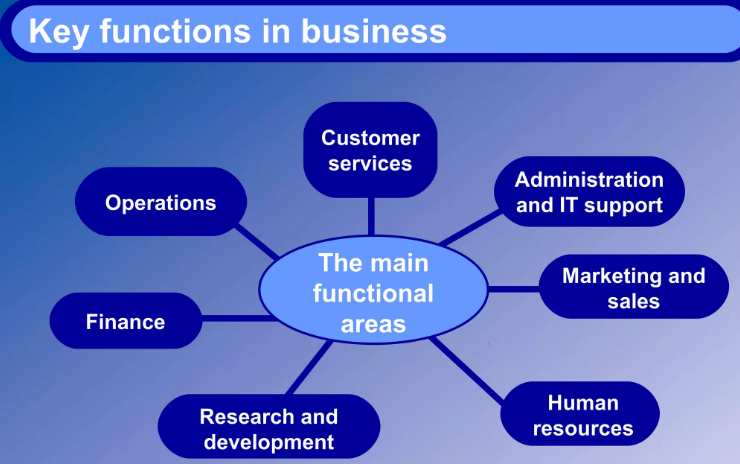 Key functions in business
Customer
services
Administration
and IT support
Operations
The main
functional
areas
Marketing and
sales
Finance
Human
resources
Research and
development